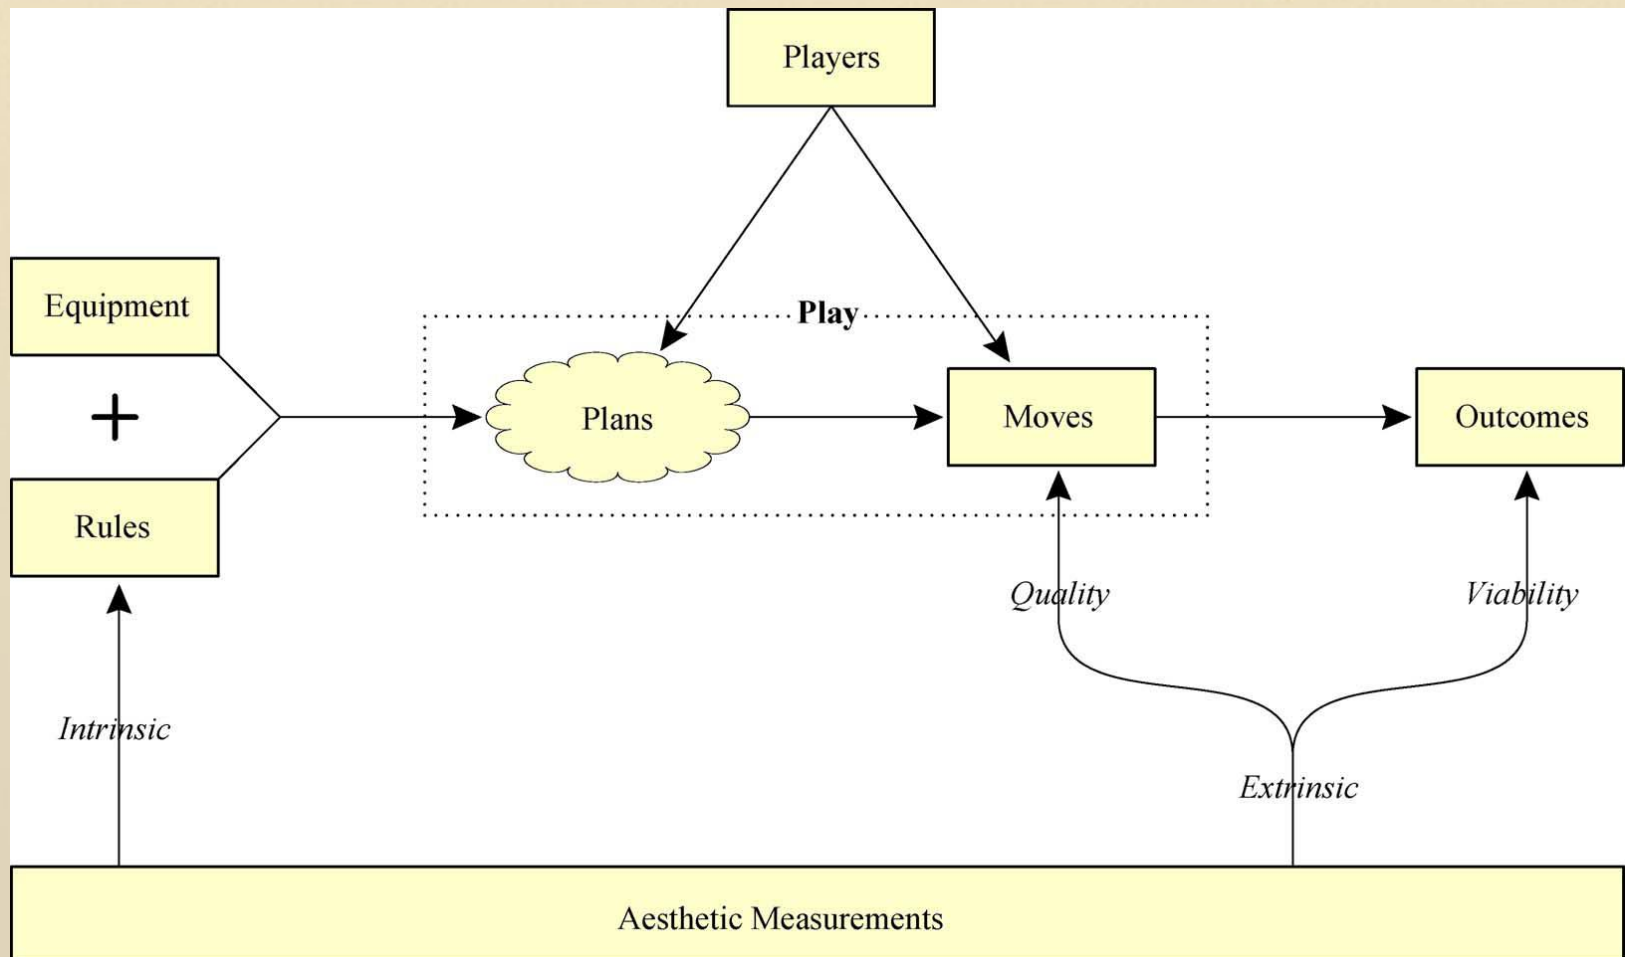 Players
Equipment
Play
+
Plans
Moves
Outcomes
Rules
Quality
Viability
Intrinsic
Extrinsic
Aesthetic Measurements